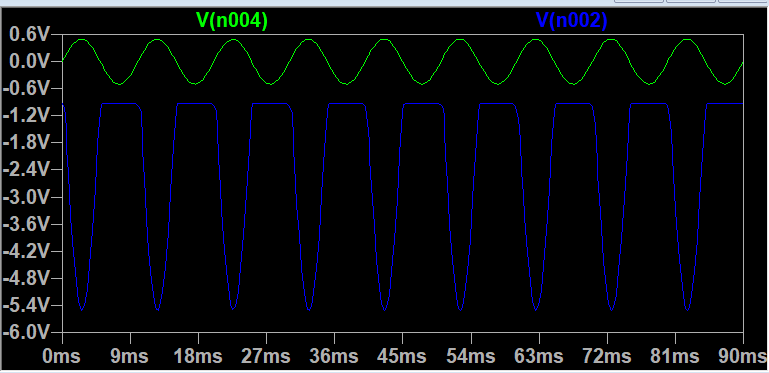 V(n004) V(n002)
0.6V
0.0V
-0.6V
-1.2V
-1.8V
-2.4V
-3.0V
-3.6V
-4.2V
-4.8V
-5.4V
-6.0V
0ms 9ms 18ms 27ms 36ms 45ms 54ms 63ms 72ms 81ms 90ms